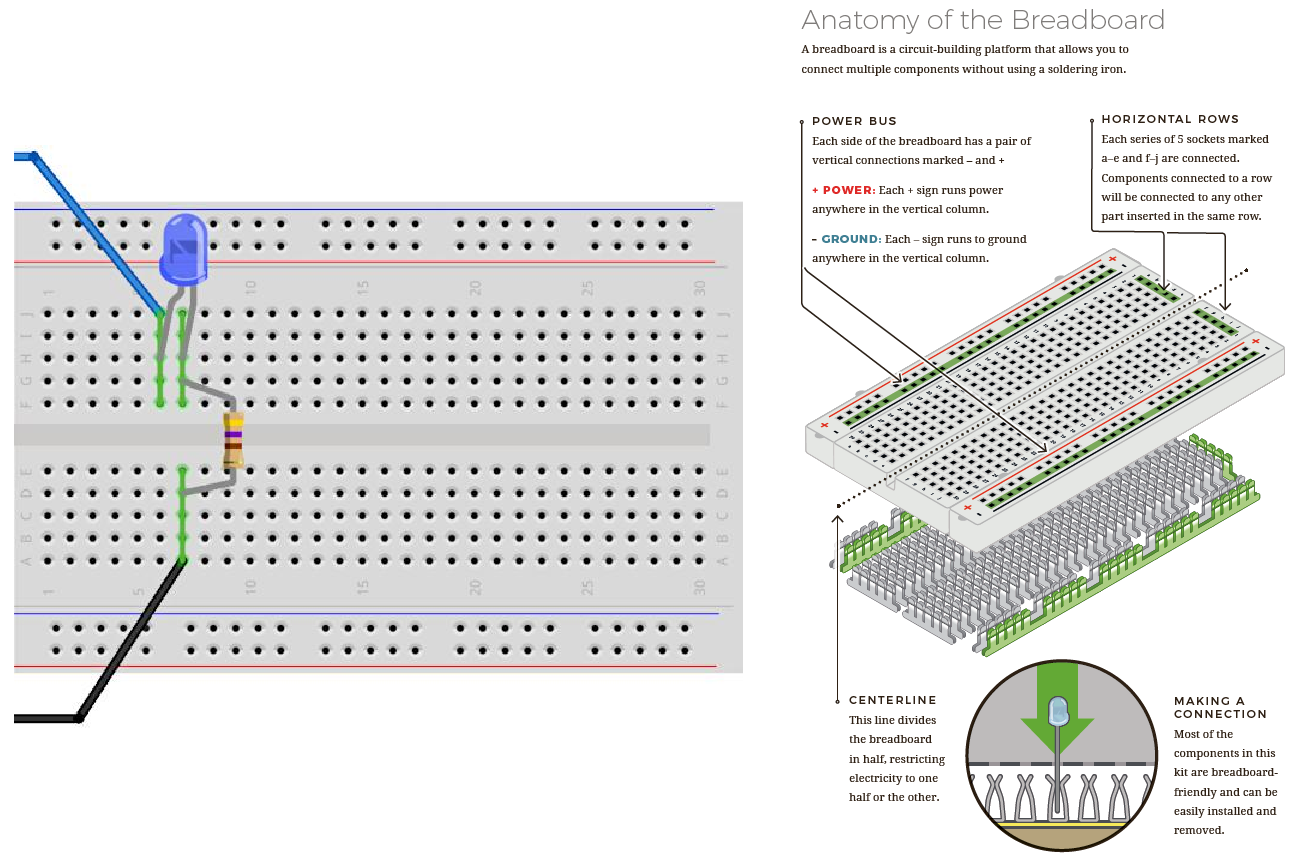 Anatomy of the Breadboard
A breadboard is a circuit-building platform that allows you to
connect multiple components without using a soldering iron.
POWER BUS
Each side of the breadboard has a pair of
vertical connections marked – and +
+ POWER: Each + sign runs power
anywhere in the vertical column.
– GROUND: Each – sign runs to ground
anywhere in the vertical column.
HORIZONTAL ROWS
Each series of 5 sockets marked
a–e and f–j are connected.
Components connected to a row
will be connected to any other
part inserted in the same row.
1 10 15 20 25 30
J J
I I
H H
G G
F F
E E
D D
C C
B B
A A
1 5 10 15 20 25 30
CENTERLINE
This line divides
the breadboard
in half, restricting
electricity to one
half or the other.
MAKING A
CONNECTION
Most of the
components in this
kit are breadboard-
friendly and can be
easily installed and
removed.